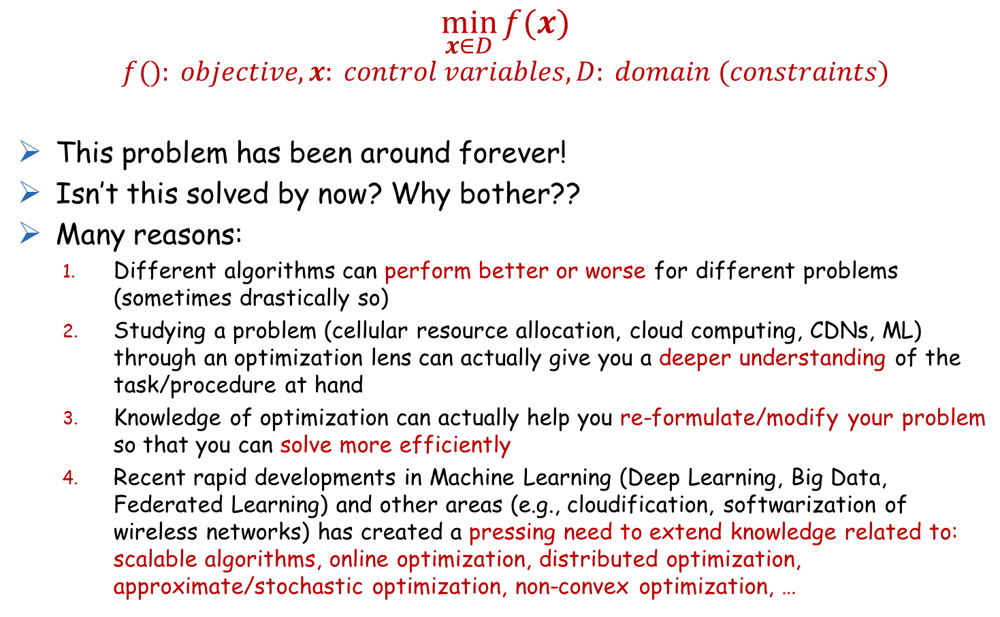 min f(x)
x∈D
f(): objective, x: control variables, D: domain (constraints)
This problem has been around forever!
Isn't this solved by now? Why bother??
Many reasons:
1. Different algorithms can perform better or worse for different problems
(sometimes drastically so)
2. Studying a problem (cellular resource allocation, cloud computing, CDNs, ML)
through an optimization lens can actually give you a deeper understanding of the
task/procedure at hand
3. Knowledge of optimization can actually help you re-formulate/modify your problem
so that you can solve more efficiently
4. Recent rapid developments in Machine Learning (Deep Learning, Big Data,
Federated Learning) and other areas (e.g., cloudification, softwarization of
wireless networks) has created a pressing need to extend knowledge related to:
scalable algorithms, online optimization, distributed optimization,
approximate/stochastic optimization, non-convex optimization, …